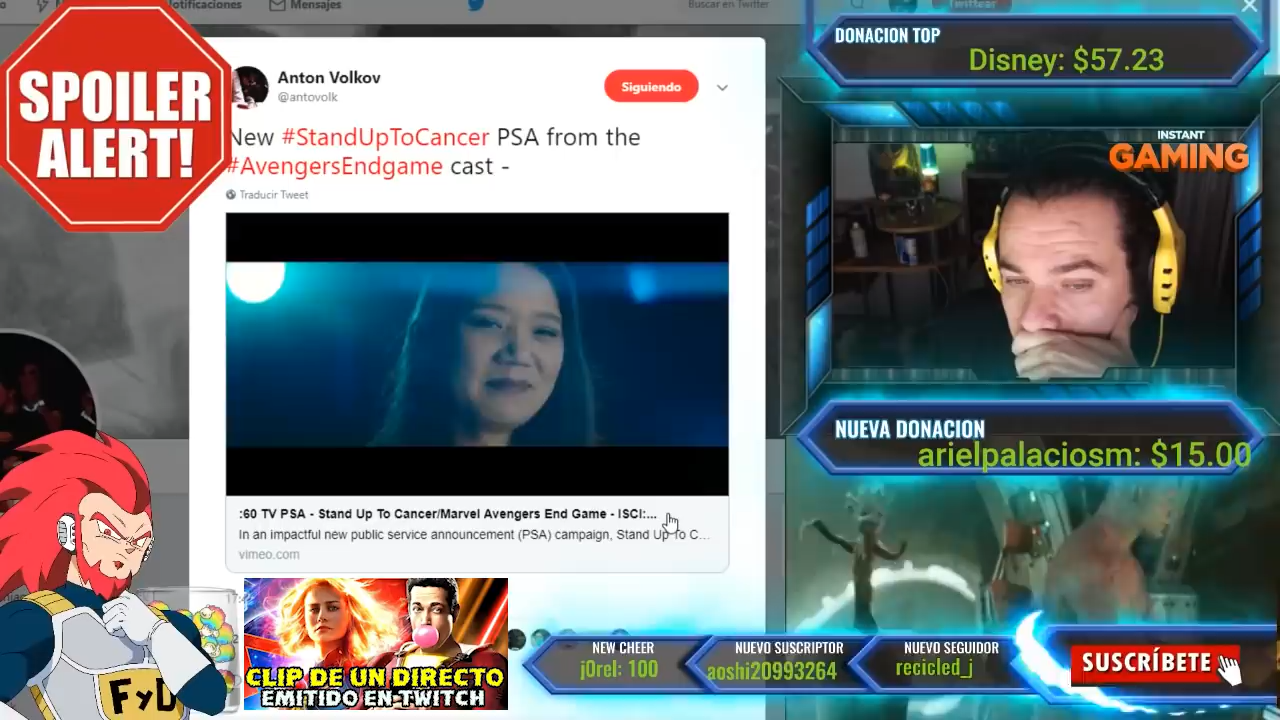 Notificaciones
Mensajes
Buscar en Twitter
Twittear
SPOILER
ALERT!
Anton Volkov
@antovolk
Siguiendo
New #StandUpToCancer PSA from the
#AvengersEndgame cast -
Traducir Tweet
:60 TV PSA - Stand Up To Cancer/Marvel Avengers End Game - ISCI:...
In an impactful new public service announcement (PSA) campaign, Stand Up To C...
vimeo.com
DONACION TOP
Disney: $57.23
INSTANT
GAMING
NUEVA DONACION
arielpalaciosm: $15.00
FyD
CLIP DE UN DIRECTO
EMITIDO EN TWITCH
NEW CHEER
j0rel: 100
NUEVO SUSCRIPTOR
aoshi20993264
NUEVO SEGUIDOR
recicled_j
SUSCRÍBETE